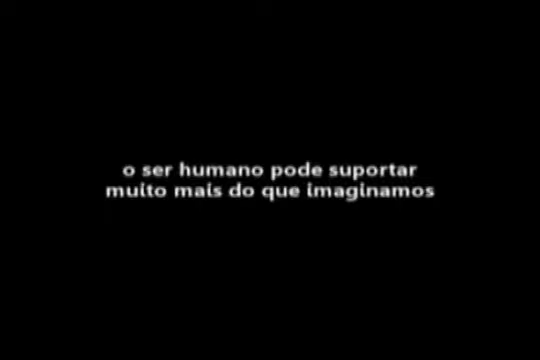 o ser humano pode suportar
muito mais do que imaginamos